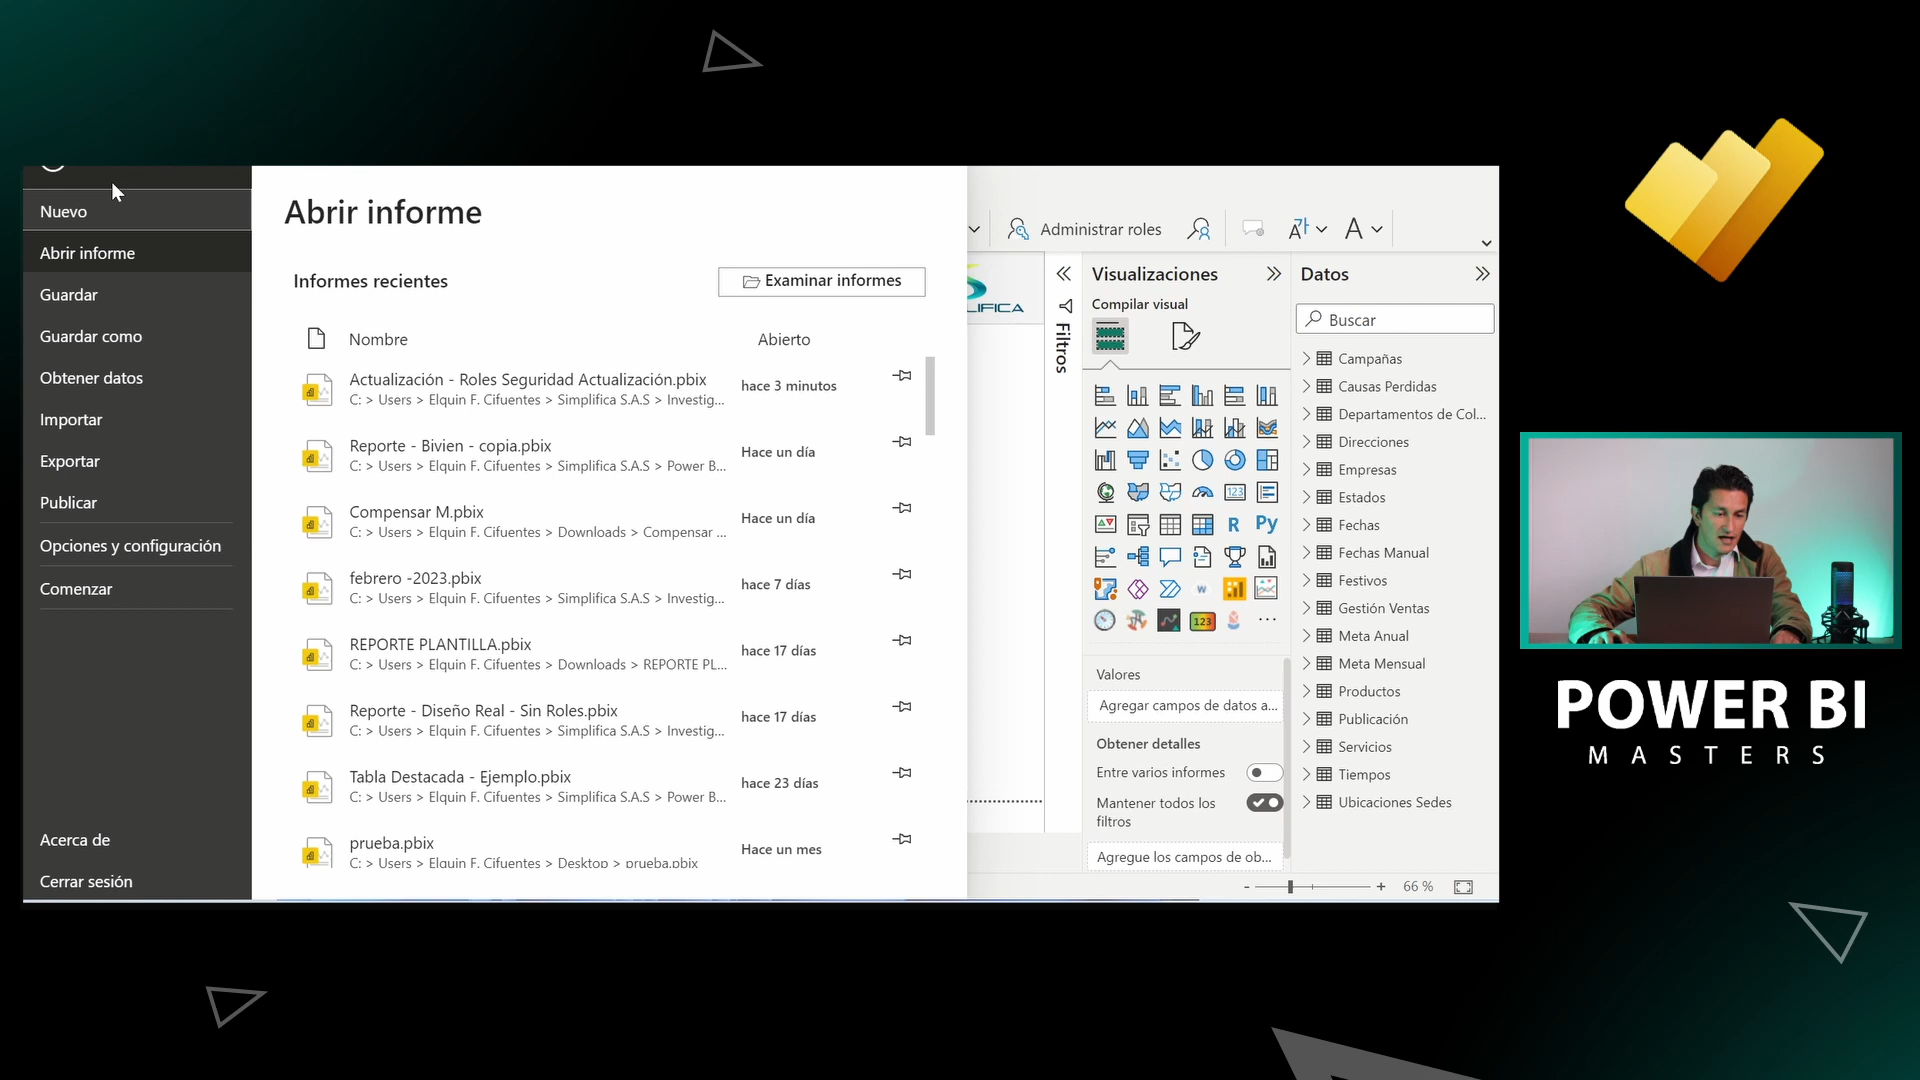 Nuevo
Abrir informe
Guardar
Guardar como
Obtener datos
Importar
Exportar
Publicar
Opciones y configuración
Comenzar
Acerca de
Cerrar sesión
Abrir informe
Informes recientes
Examinar informes
Nombre Abierto
Actualización - Roles Seguridad Actualización.pbix
C: > Users > Elquin F. Cifuentes > Simplifica S.A.S > Investig...
hace 3 minutos
Reporte - Bivien - copia.pbix
C: > Users > Elquin F. Cifuentes > Simplifica S.A.S > Power B...
Hace un día
Compensar M.pbix
C: > Users > Elquin F. Cifuentes > Downloads > Compensar ...
Hace un día
febrero -2023.pbix
C: > Users > Elquin F. Cifuentes > Simplifica S.A.S > Investig...
hace 7 días
REPORTE PLANTILLA.pbix
C: > Users > Elquin F. Cifuentes > Downloads > REPORTE PL...
hace 17 días
Reporte - Diseño Real - Sin Roles.pbix
C: > Users > Elquin F. Cifuentes > Simplifica S.A.S > Investig...
hace 17 días
Tabla Destacada - Ejemplo.pbix
C: > Users > Elquin F. Cifuentes > Simplifica S.A.S > Power B...
hace 23 días
prueba.pbix
C: > Users > Elquin F. Cifuentes > Desktop > prueba.pbix
Hace un mes
Administrar roles
LIFICA
Filtros
Visualizaciones
Compilar visual
123
R
Py
W
123
...
Valores
Agregar campos de datos a...
Obtener detalles
Entre varios informes
Mantener todos los
filtros
Agregue los campos de ob...
Datos
Buscar
Campañas
Causas Perdidas
Departamentos de Col...
Direcciones
Empresas
Estados
Fechas
Fechas Manual
Festivos
Gestión Ventas
Meta Anual
Meta Mensual
Productos
Publicación
Servicios
Tiempos
Ubicaciones Sedes
- + 66 %
POWER BI
MASTERS